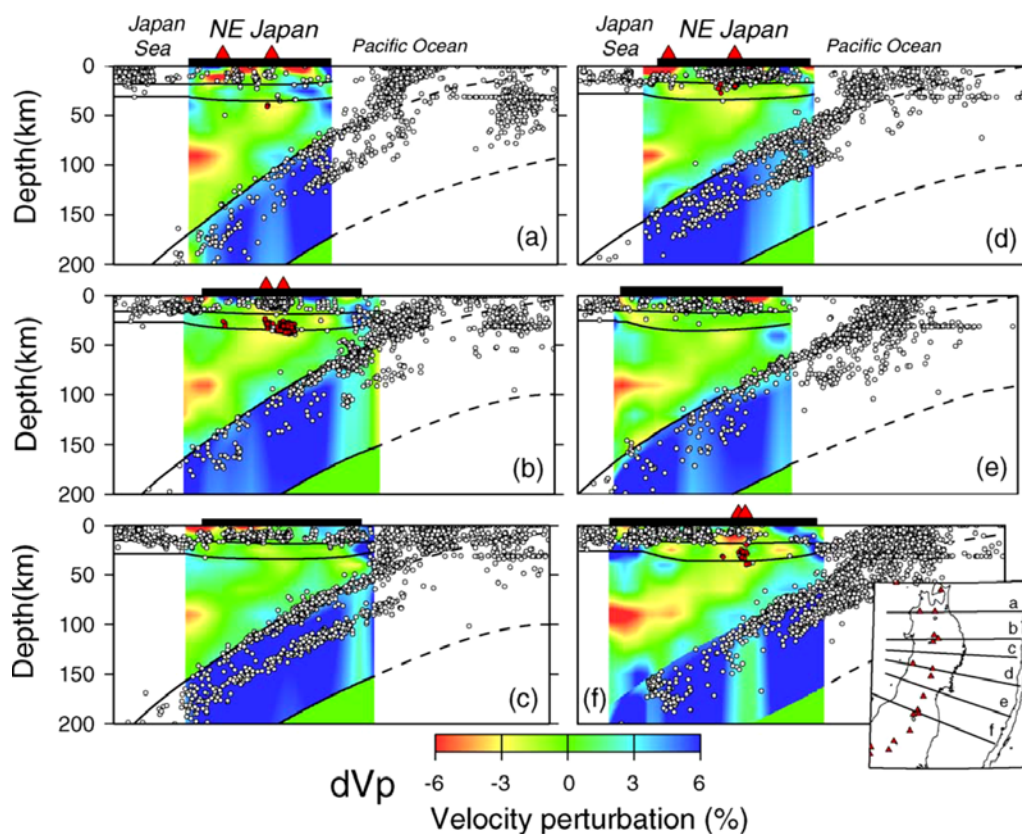 Japan
Sea
NE Japan
Pacific Ocean
Japan
Sea
NE Japan
Pacific Ocean
Depth(km)
0
50
100
150
200
(a)
(d)
Depth(km)
0
50
100
150
200
(b)
(e)
Depth(km)
0
50
100
150
200
(c)
(f)
a
b
c
d
e
f
-6
-3
0
3
6
dVp
Velocity perturbation (%)